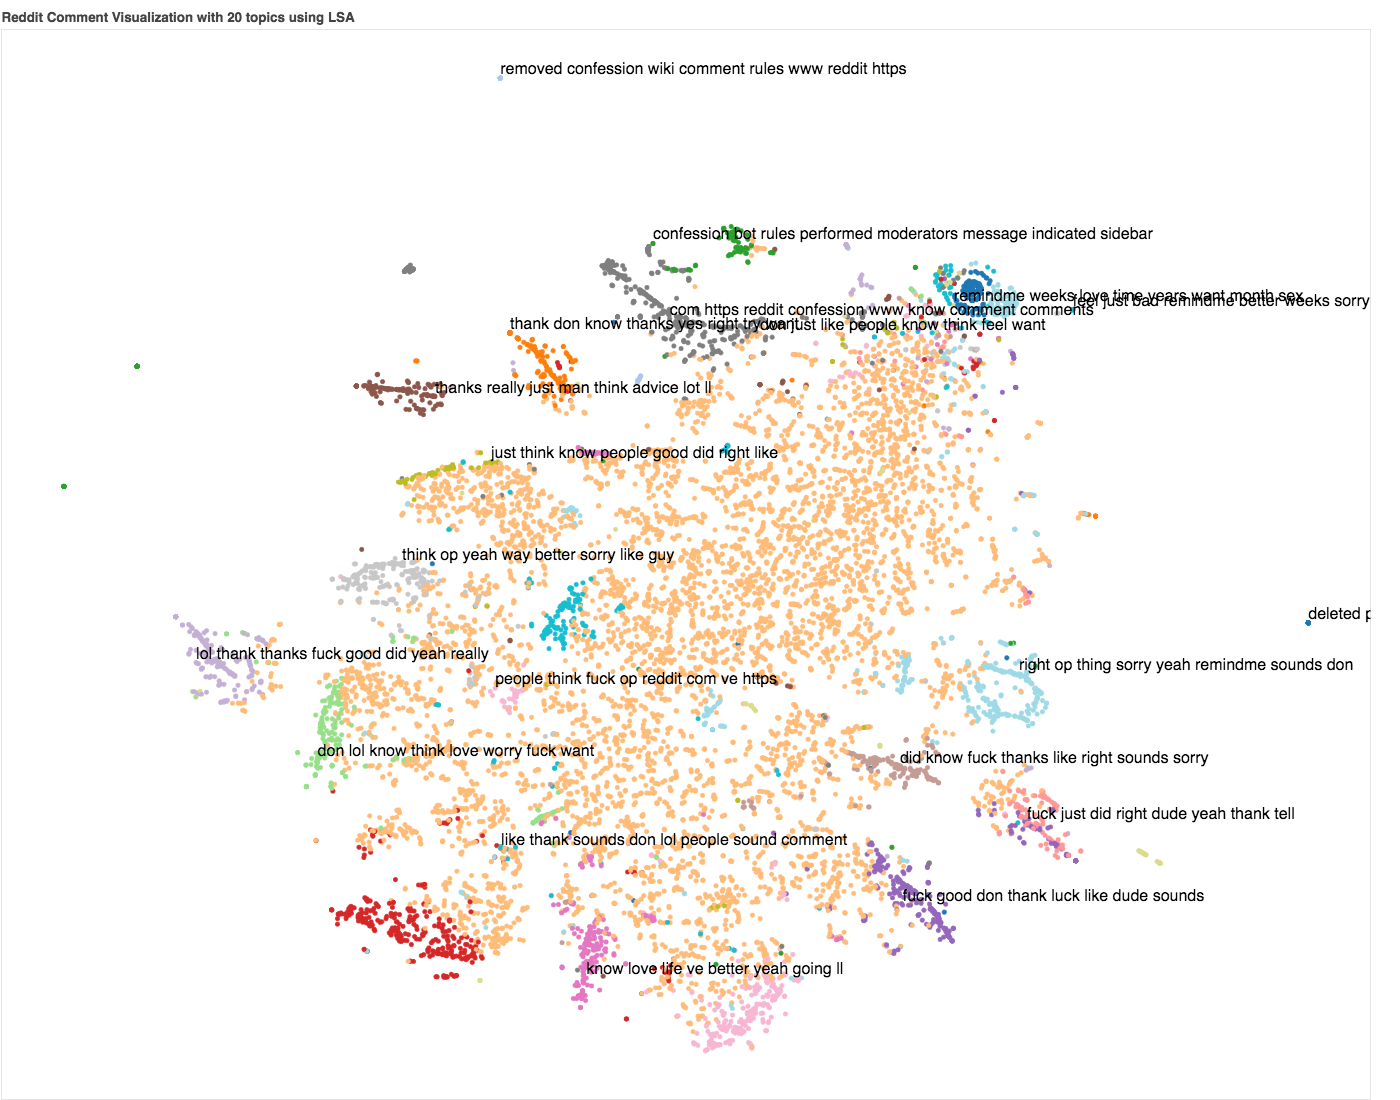 Reddit Comment Visualization with 20 topics using LSA
removed confession wiki comment rules www reddit https
confession bot rules performed moderators message indicated sidebar
remindme weeks love time years want month sex
feel just bad remindme better weeks sorry
com https reddit confession www know comment comments
thank don know thanks yes right try
don just like people know think feel want
thanks really just man think advice lot ll
just think know people good did right like
think op yeah way better sorry like guy
deleted
lol thank thanks fuck good did yeah really
right op thing sorry yeah remindme sounds don
people think fuck op reddit com ve https
don lol know think love worry fuck want
did know fuck thanks like right sounds sorry
fuck just did right dude yeah thank tell
like thank sounds don lol people sound comment
fuck good don thank luck like dude sounds
know love life ve better yeah going ll